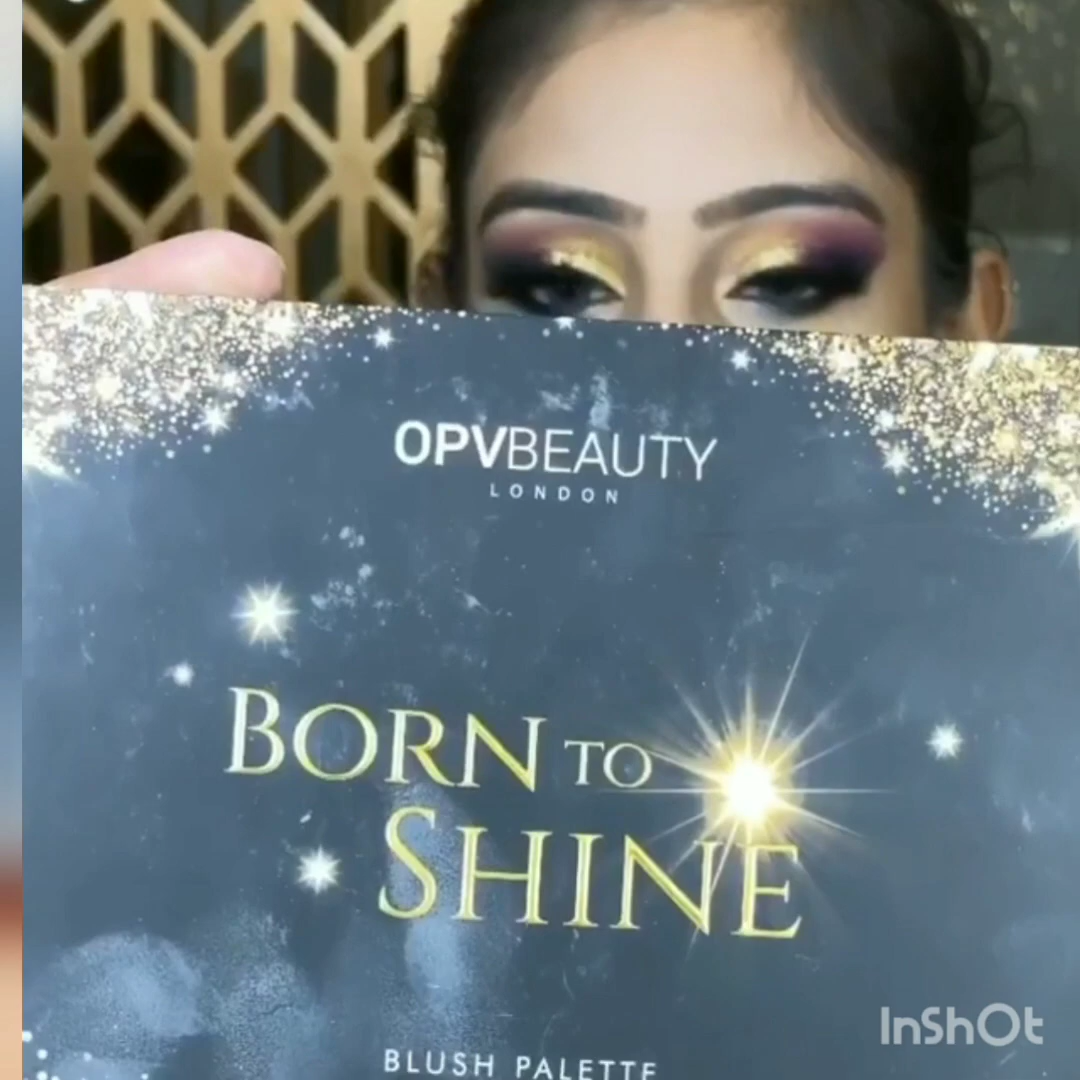 OPVBEAUTY
LONDON
BORN TO
SHINE
BLUSH PALETTE
InShOt